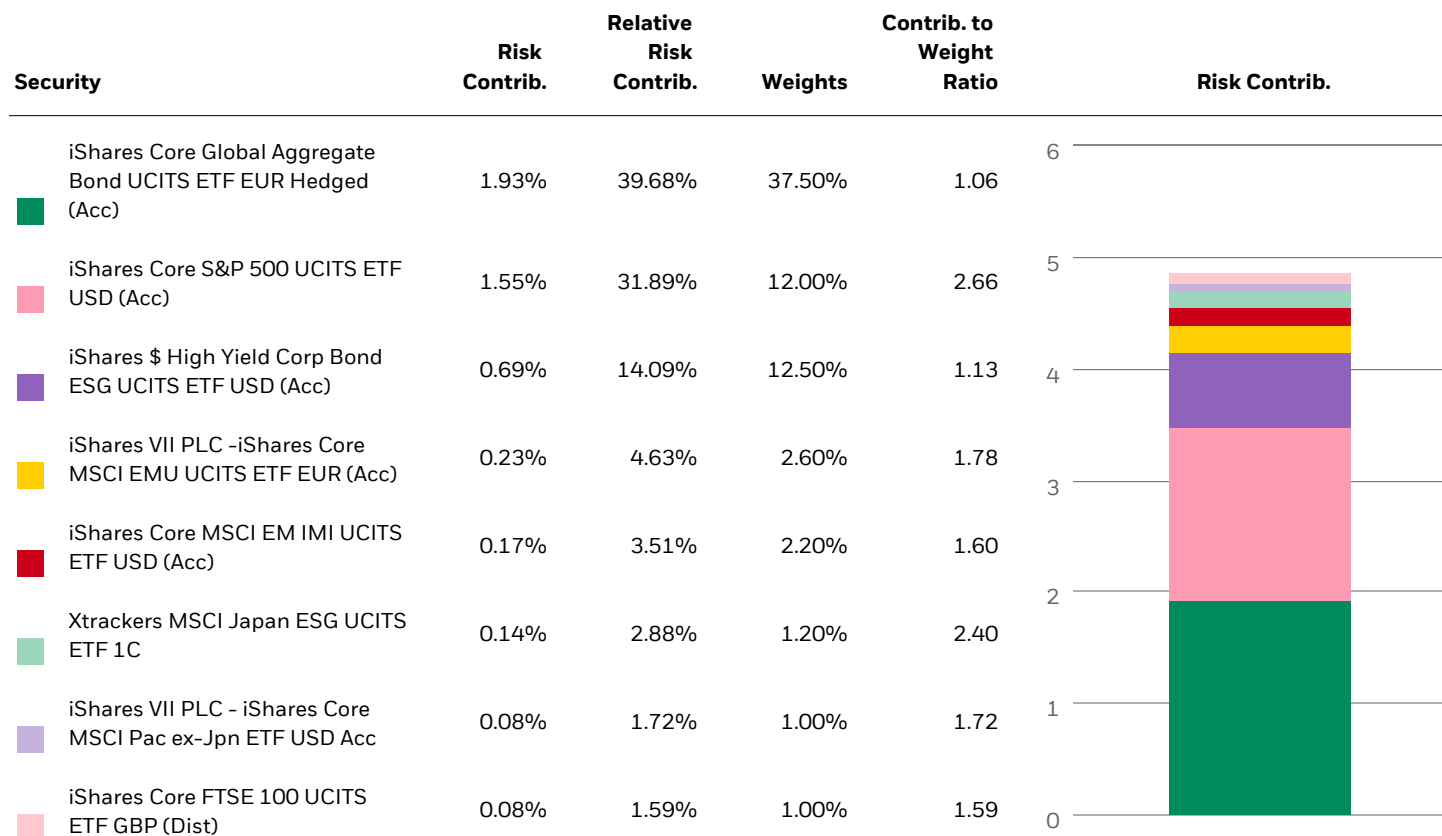 Security Risk Contrib. Relative Risk Contrib. Weights Contrib. to Weight Ratio Risk Contrib.
iShares Core Global Aggregate
Bond UCITS ETF EUR Hedged
(Acc)
1.93% 39.68% 37.50% 1.06
iShares Core S&P 500 UCITS ETF
USD (Acc)
1.55% 31.89% 12.00% 2.66
iShares $ High Yield Corp Bond
ESG UCITS ETF USD (Acc)
0.69% 14.09% 12.50% 1.13
iShares VII PLC -iShares Core
MSCI EMU UCITS ETF EUR (Acc)
0.23% 4.63% 2.60% 1.78
iShares Core MSCI EM IMI UCITS
ETF USD (Acc)
0.17% 3.51% 2.20% 1.60
Xtrackers MSCI Japan ESG UCITS
ETF 1C
0.14% 2.88% 1.20% 2.40
iShares VII PLC - iShares Core
MSCI Pac ex-Jpn ETF USD Acc
0.08% 1.72% 1.00% 1.72
iShares Core FTSE 100 UCITS
ETF GBP (Dist)
0.08% 1.59% 1.00% 1.59
6
5
4
3
2
1
0